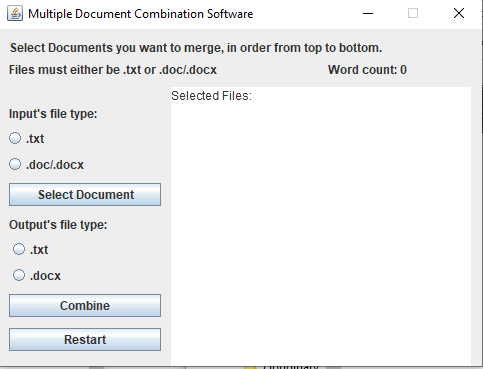 Multiple Document Combination Software
Select Documents you want to merge, in order from top to bottom.
Files must either be .txt or .doc/.docx
Word count: 0
Selected Files:
Input's file type:
.txt
.doc/.docx
Select Document
Output's file type:
.txt
.docx
Combine
Restart